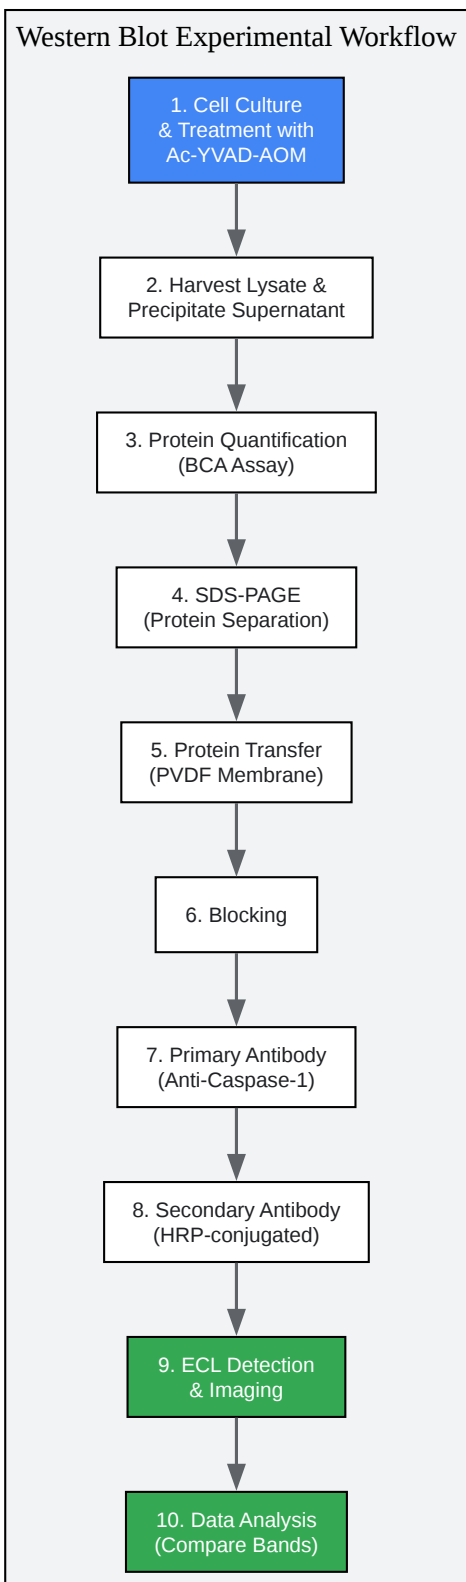 Western Blot Experimental Workflow
1. Cell Culture
& Treatment with
Ac-YVAD-AOM
2. Harvest Lysate &
Precipitate Supernatant
3. Protein Quantification
(BCA Assay)
4. SDS-PAGE
(Protein Separation)
5. Protein Transfer
(PVDF Membrane)
6. Blocking
7. Primary Antibody
(Anti-Caspase-1)
8. Secondary Antibody
(HRP-conjugated)
9. ECL Detection
& Imaging
10. Data Analysis
(Compare Bands)